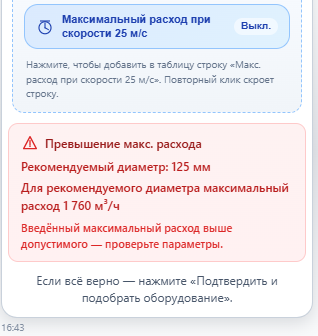 Максимальный расход при
скорости 25 м/с
Выкл.
Нажмите, чтобы добавить в таблицу строку «Макс.
расход при скорости 25 м/с». Повторный клик скроет
строку.
Превышение макс. расхода
Рекомендуемый диаметр: 125 мм
Для рекомендуемого диаметра максимальный
расход 1 760 м³/ч
Введённый максимальный расход выше
допустимого — проверьте параметры.
Если всё верно — нажмите «Подтвердить и
подобрать оборудование».
16:43